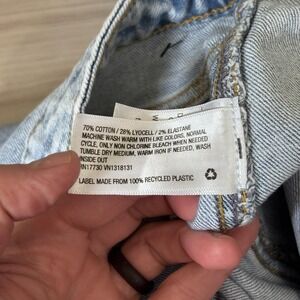 70% COTTON / 28% LYOCELL / 2% ELASTANE
MACHINE WASH WARM WITH LIKE COLORS, NORMAL
CYCLE, ONLY NON CHLORINE BLEACH WHEN NEEDED
TUMBLE DRY MEDIUM, WARM IRON IF NEEDED, WASH
INSIDE OUT
RN17730 VN1318131
LABEL MADE FROM 100% RECYCLED PLASTIC